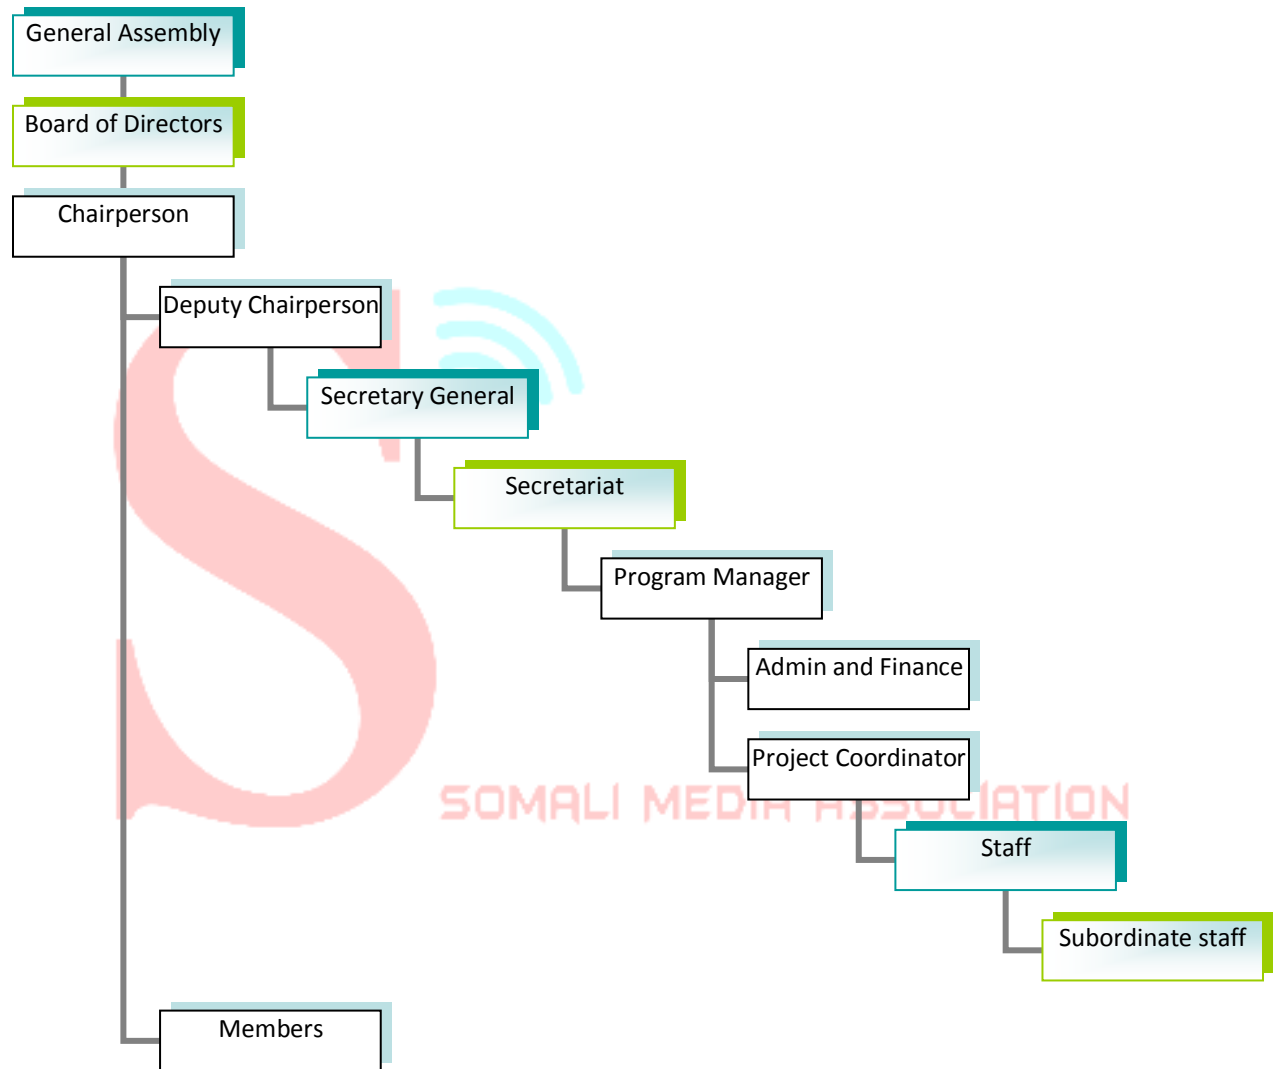 General Assembly
Board of Directors
Chairperson
Deputy Chairperson
Secretary General
Secretariat
Program Manager
Admin and Finance
Project Coordinator
SOMALI MEDIA ASSOCIATION
Staff
Subordinate staff
Members